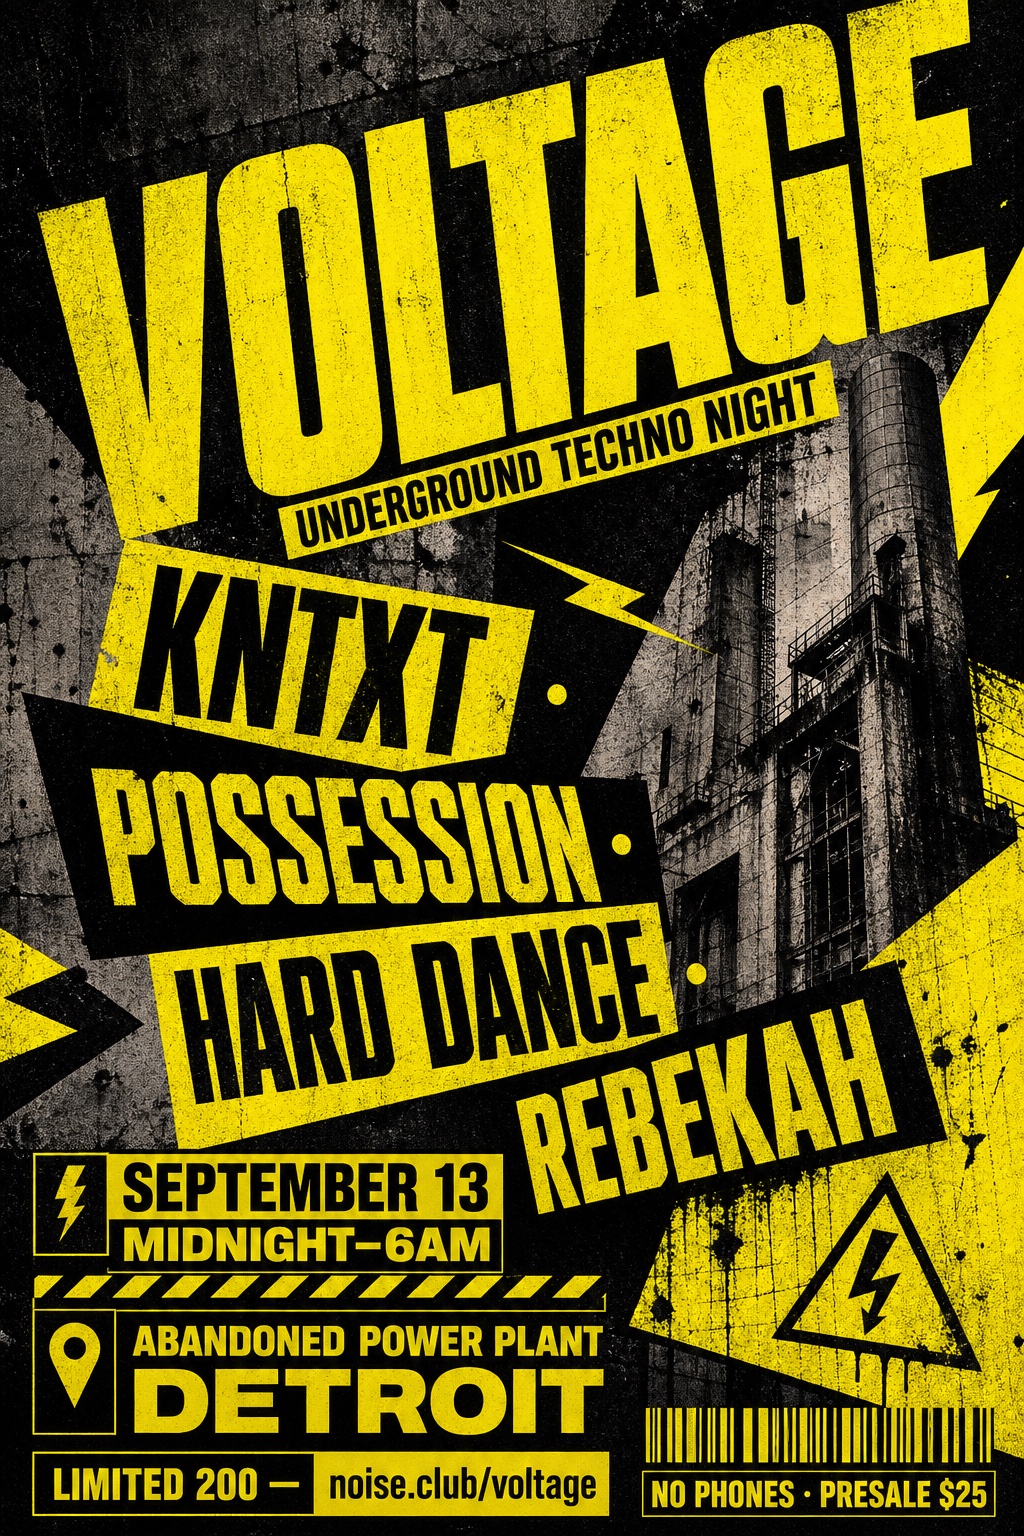 VOLTAGE
UNDERGROUND TECHNO NIGHT
KNTXT •
POSSESSION •
HARD DANCE •
REBEKAH
SEPTEMBER 13
MIDNIGHT–6AM
ABANDONED POWER PLANT
DETROIT
LIMITED 200 — noise.club/voltage
NO PHONES · PRESALE $25